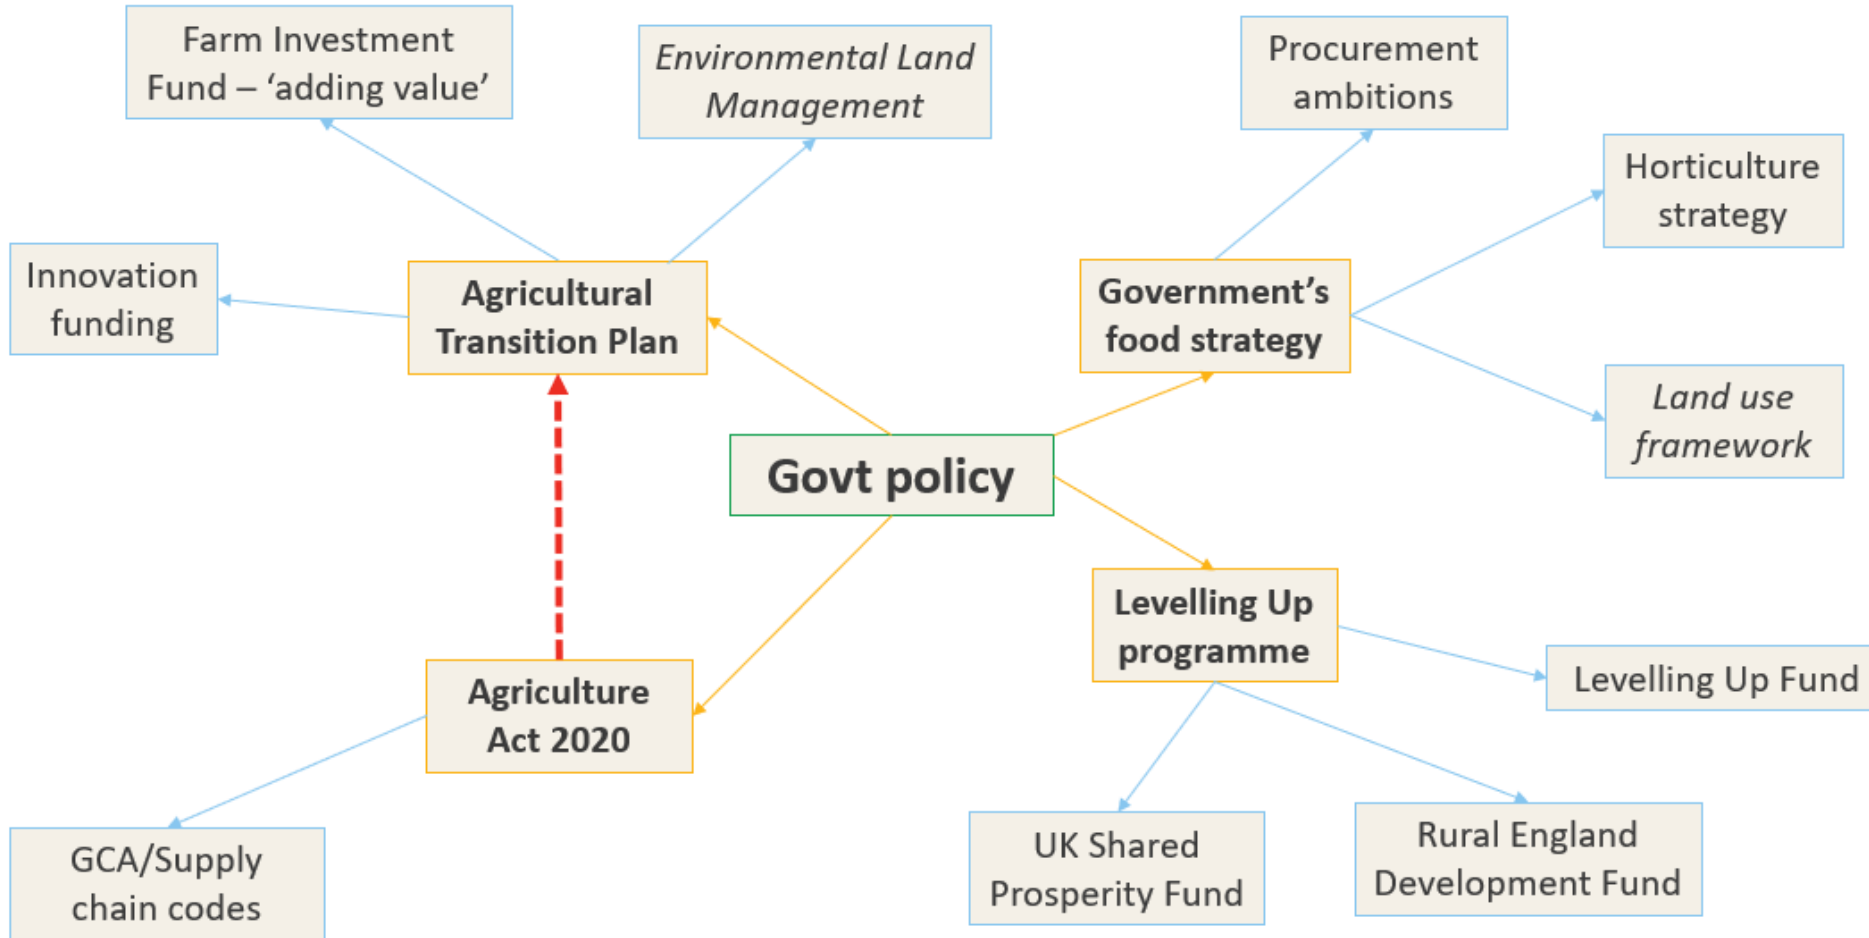 Farm Investment
Fund – ‘adding value’
Environmental Land
Management
Procurement
ambitions
Horticulture
strategy
Innovation
funding
Agricultural
Transition Plan
Government’s
food strategy
Land use
framework
Govt policy
Levelling Up
programme
Levelling Up Fund
Agriculture
Act 2020
GCA/Supply
chain codes
UK Shared
Prosperity Fund
Rural England
Development Fund